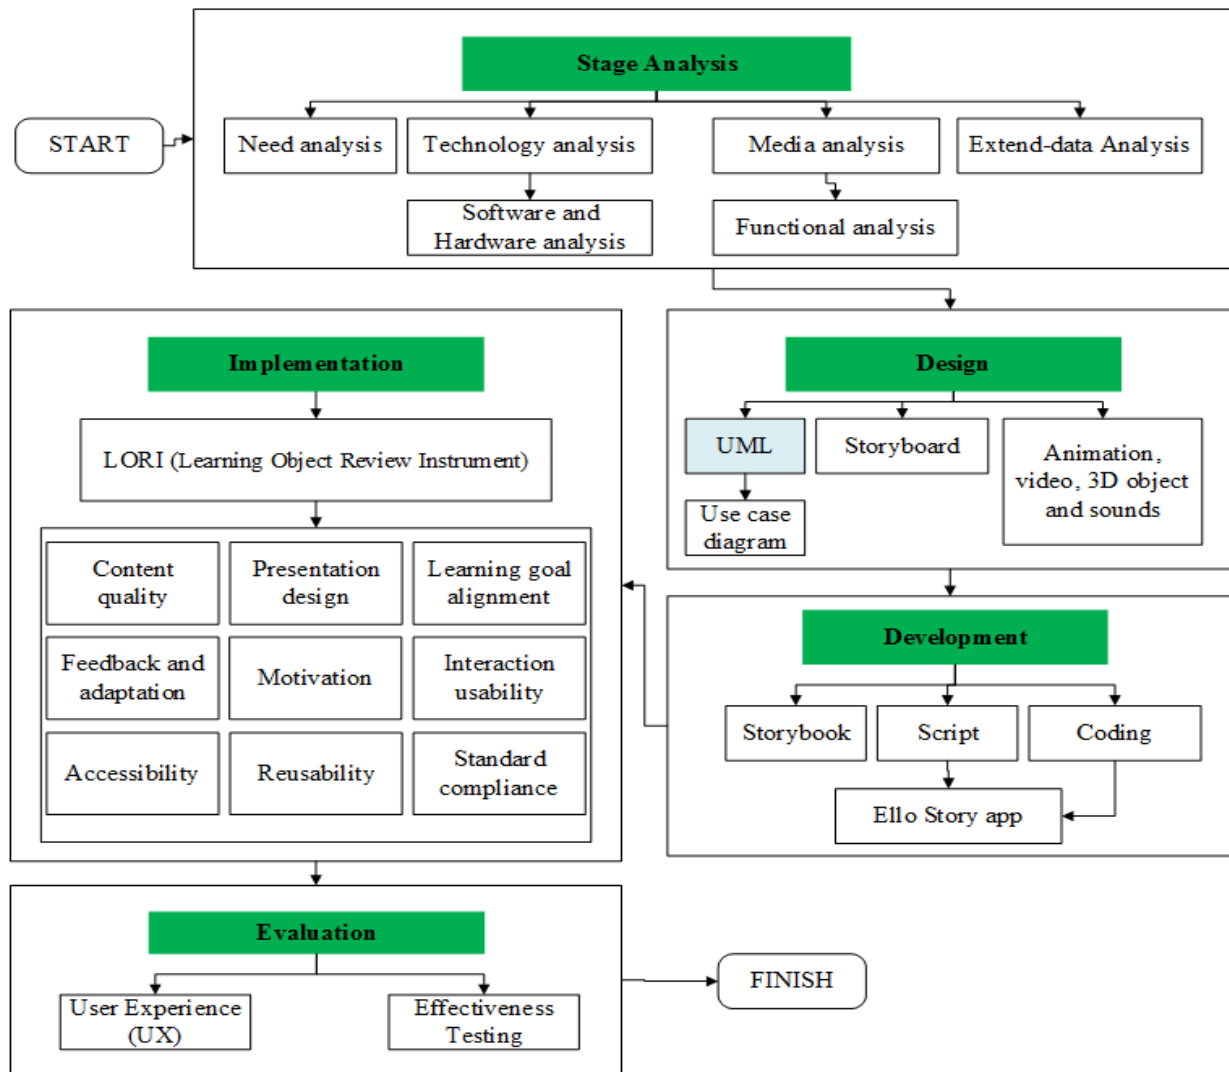 Stage Analysis
START
Need analysis
Technology analysis
Media analysis
Extend-data Analysis
Software and
Hardware analysis
Functional analysis
Design
UML
Storyboard
Animation,
video, 3D object
and sounds
Use case
diagram
Development
Storybook
Script
Coding
Ello Story app
Implementation
LORI (Learning Object Review Instrument)
Content
quality
Presentation
design
Learning goal
alignment
Feedback and
adaptation
Motivation
Interaction
usability
Accessibility
Reusability
Standard
compliance
Evaluation
User Experience
(UX)
Effectiveness
Testing
FINISH